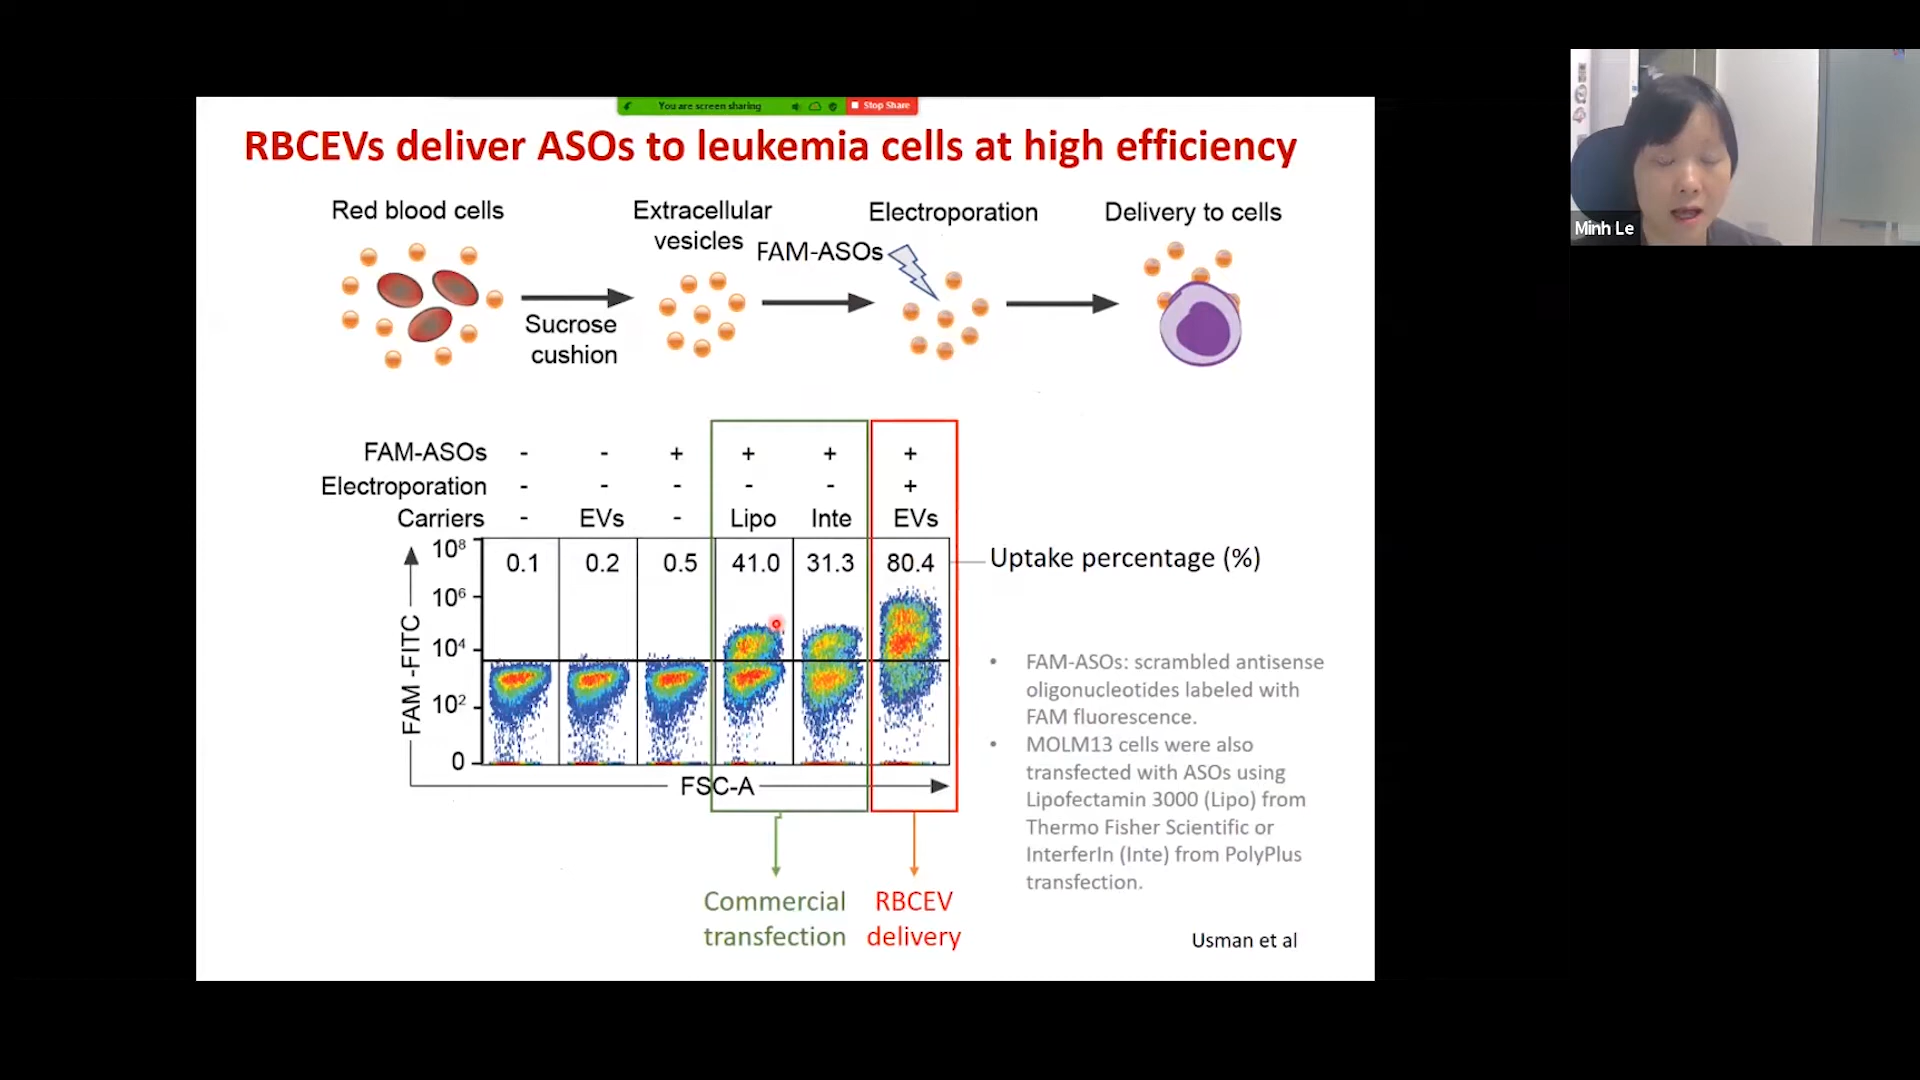 You are screen sharing
Stop Share
RBCEVs deliver ASOs to leukemia cells at high efficiency
Red blood cells
Extracellular
vesicles
Electroporation
Delivery to cells
FAM-ASOs
Sucrose
cushion
FAM-ASOs - - + + + +
Electroporation - - - - - +
Carriers - EVs - Lipo Inte EVs
10⁸
0.1 0.2 0.5 41.0 31.3 80.4
Uptake percentage (%)
10⁶
10⁴
10²
0
FAM -FITC
FSC-A
• FAM-ASOs: scrambled antisense
oligonucleotides labeled with
FAM fluorescence.
• MOLM13 cells were also
transfected with ASOs using
Lipofectamin 3000 (Lipo) from
Thermo Fisher Scientific or
InterferIn (Inte) from PolyPlus
transfection.
Commercial
transfection
RBCEV
delivery
Usman et al
Minh Le